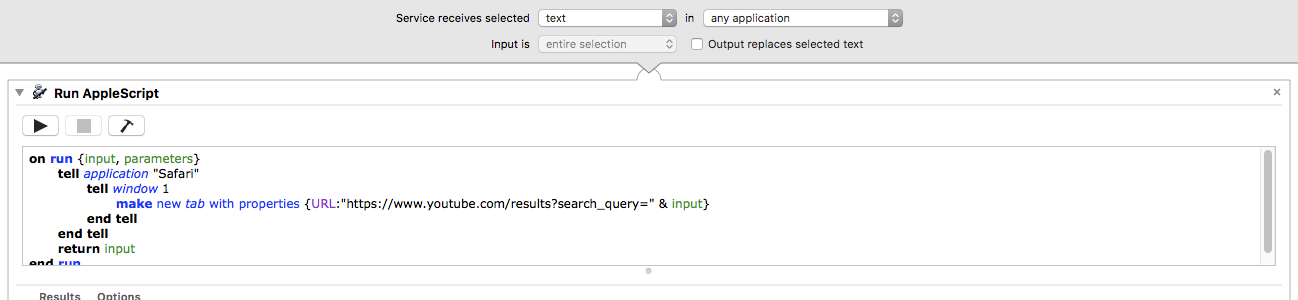 Service receives selected text in any application
Input is entire selection Output replaces selected text
Run AppleScript
on run {input, parameters}
tell application "Safari"
tell window 1
make new tab with properties {URL:"https://www.youtube.com/results?search_query=" & input}
end tell
end tell
return input
end run
Results Options